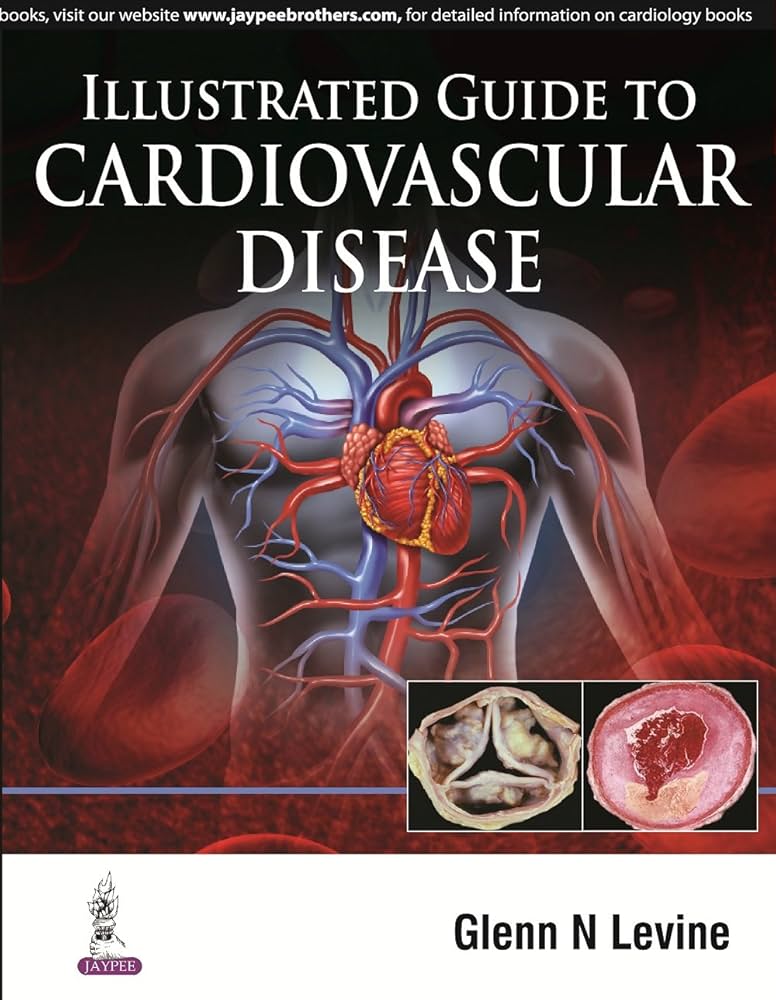 books, visit our website www.jaypeebrothers.com, for detailed information on cardiology books
ILLUSTRATED GUIDE TO
CARDIOVASCULAR
DISEASE
JAYPEE
Glenn N Levine